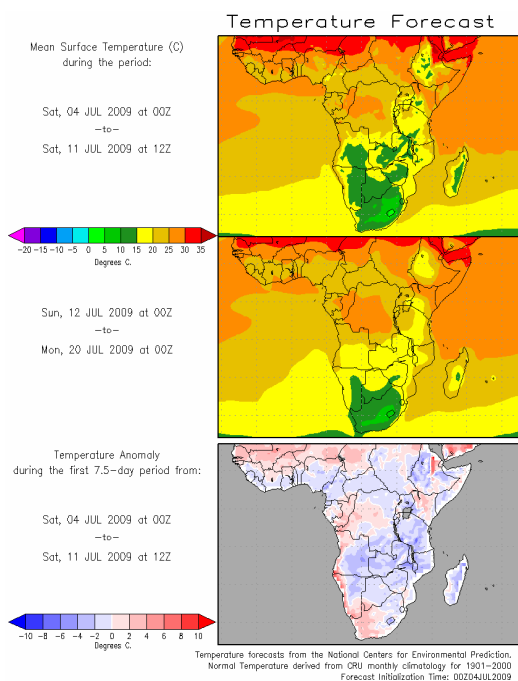 Temperature Forecast
Mean Surface Temperature (C)
during the period:
Sat, 04 JUL 2009 at 00Z
—to—
Sat, 11 JUL 2009 at 12Z
−20 −15 −10 −5 0 5 10 15 20 25 30 35
Degrees C.
Sun, 12 JUL 2009 at 00Z
—to—
Mon, 20 JUL 2009 at 00Z
Temperature Anomaly
during the first 7.5−day period from:
Sat, 04 JUL 2009 at 00Z
—to—
Sat, 11 JUL 2009 at 12Z
−10 −8 −6 −4 −2 0 2 4 6 8 10
Degrees C.
Temperature forecasts from the National Centers for Environmental Prediction.
Normal Temperature derived from CRU monthly climatology for 1901−2000
Forecast Initialization Time: 00Z04JUL2009